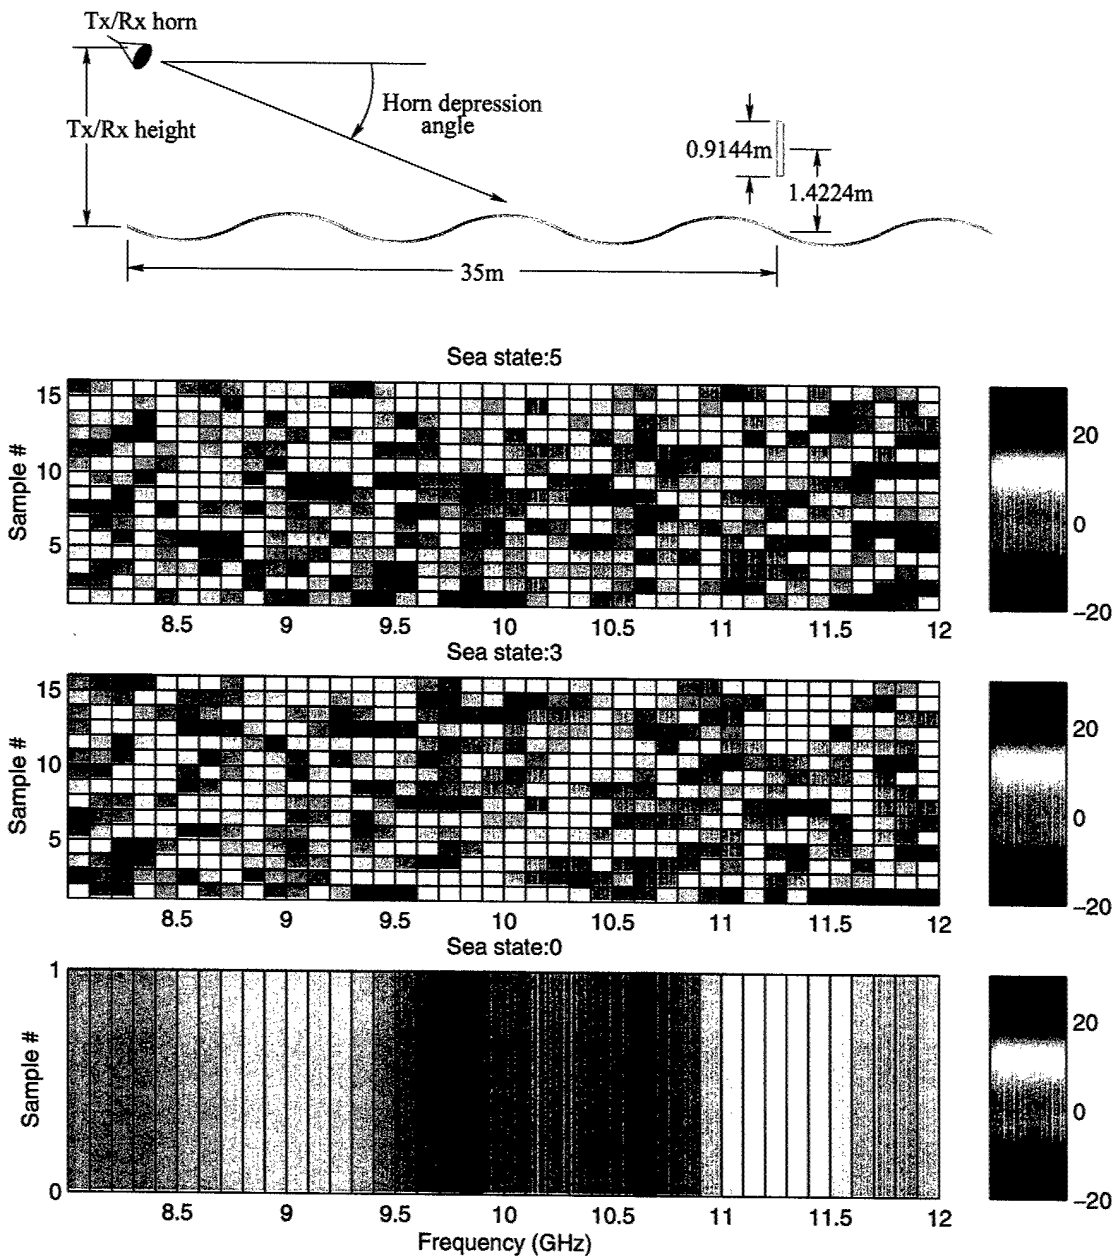 Tx/Rx horn
Horn depression
angle
Tx/Rx height
0.9144m
1.4224m
35m
Sea state:5
15
10
5
Sample #
8.5 9 9.5 10 10.5 11 11.5 12
20
0
−20
Sea state:3
15
10
5
Sample #
8.5 9 9.5 10 10.5 11 11.5 12
20
0
−20
Sea state:0
1
0
Sample #
8.5 9 9.5 10 10.5 11 11.5 12
Frequency (GHz)
20
0
−20